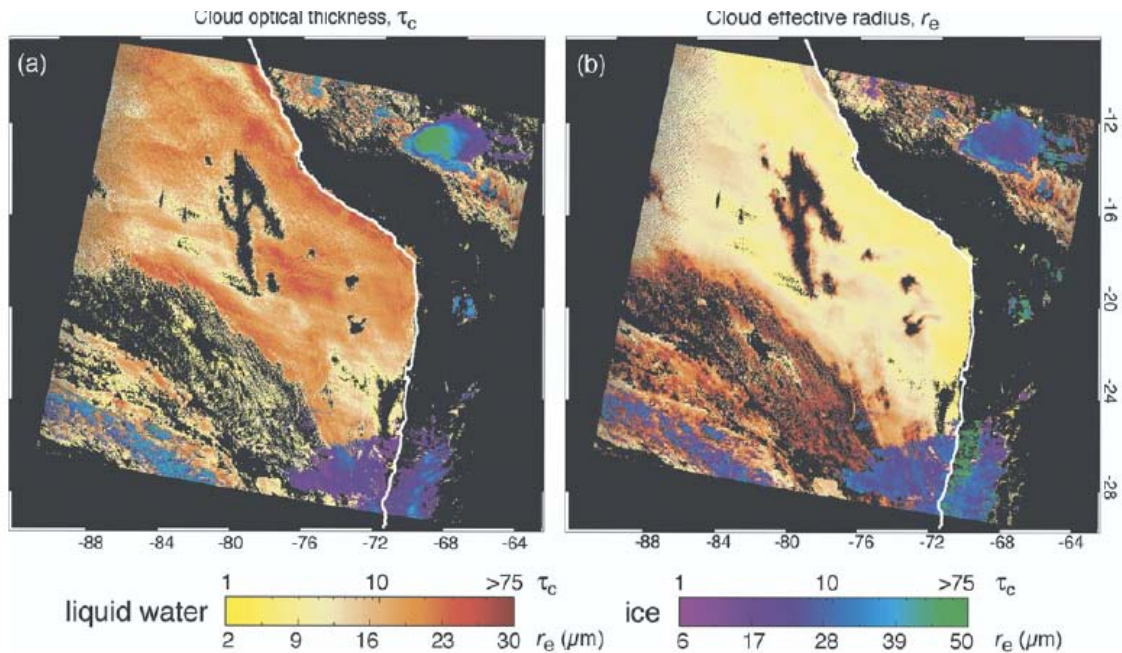 Cloud optical thickness, τc
Cloud effective radius, re
(a)
(b)
-12
-16
-20
-24
-28
-88 -84 -80 -76 -72 -68 -64
-88 -84 -80 -76 -72 -68 -64
1 10 >75 τc
liquid water
2 9 16 23 30 re (μm)
1 10 >75 τc
ice
6 17 28 39 50 re (μm)